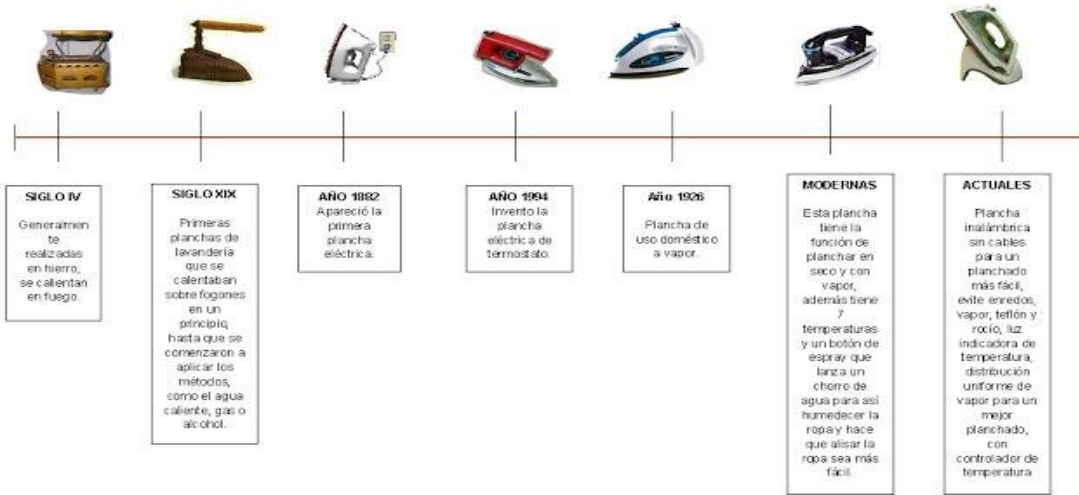 SIGLO IV
Generalmen
te
realizadas
en hierro,
se calientan
en fuego.
SIGLO XIX
Primeras
planchas de
lavandería
que se
calentaban
sobre fogones
en un
principio,
hasta que se
comenzaron a
aplicar los
métodos,
como el agua
caliente, gas o
alcohol.
AÑO 1882
Apareció la
primera
plancha
eléctrica.
AÑO 1994
Invento la
plancha
eléctrica de
termostato.
Año 1926
Plancha de
uso doméstico
a vapor.
MODERNAS
Esta plancha
tiene la
función de
planchar en
seco y con
vapor,
además tiene
7
temperaturas
y un botón de
espray que
lanza un
chorro de
agua para así
humedecer la
ropa y hace
que alisar la
ropa sea más
fácil.
ACTUALES
Plancha
inalámbrica
sin cables
para un
planchado
más fácil,
evite enredos,
vapor, teflón y
rocío, luz
indicadora de
temperatura,
distribución
uniforme de
vapor para un
mejor
planchado,
con
controlador de
temperatura